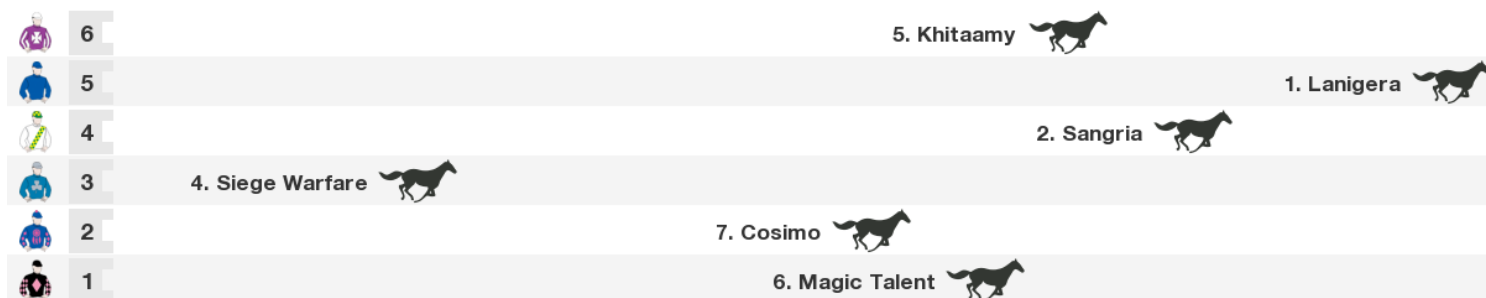 6 5. Khitaamy
5 1. Lanigera
4 2. Sangria
3 4. Siege Warfare
2 7. Cosimo
1 6. Magic Talent